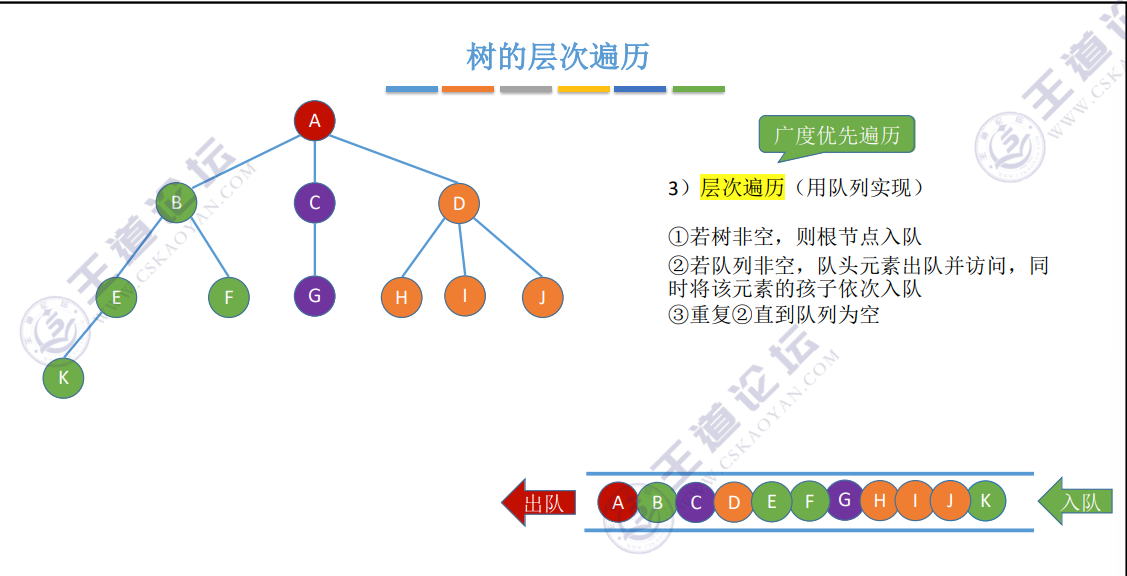 树的层次遍历
A
广度优先遍历
3）层次遍历（用队列实现）
B
C
D
①若树非空，则根节点入队
②若队列非空，队头元素出队并访问，同
时将该元素的孩子依次入队
③重复②直到队列为空
E
F
G
H
I
J
K
出队
A
B
C
D
E
F
G
H
I
J
K
入队
王道论坛
WWW.CSKAOYAN.COM